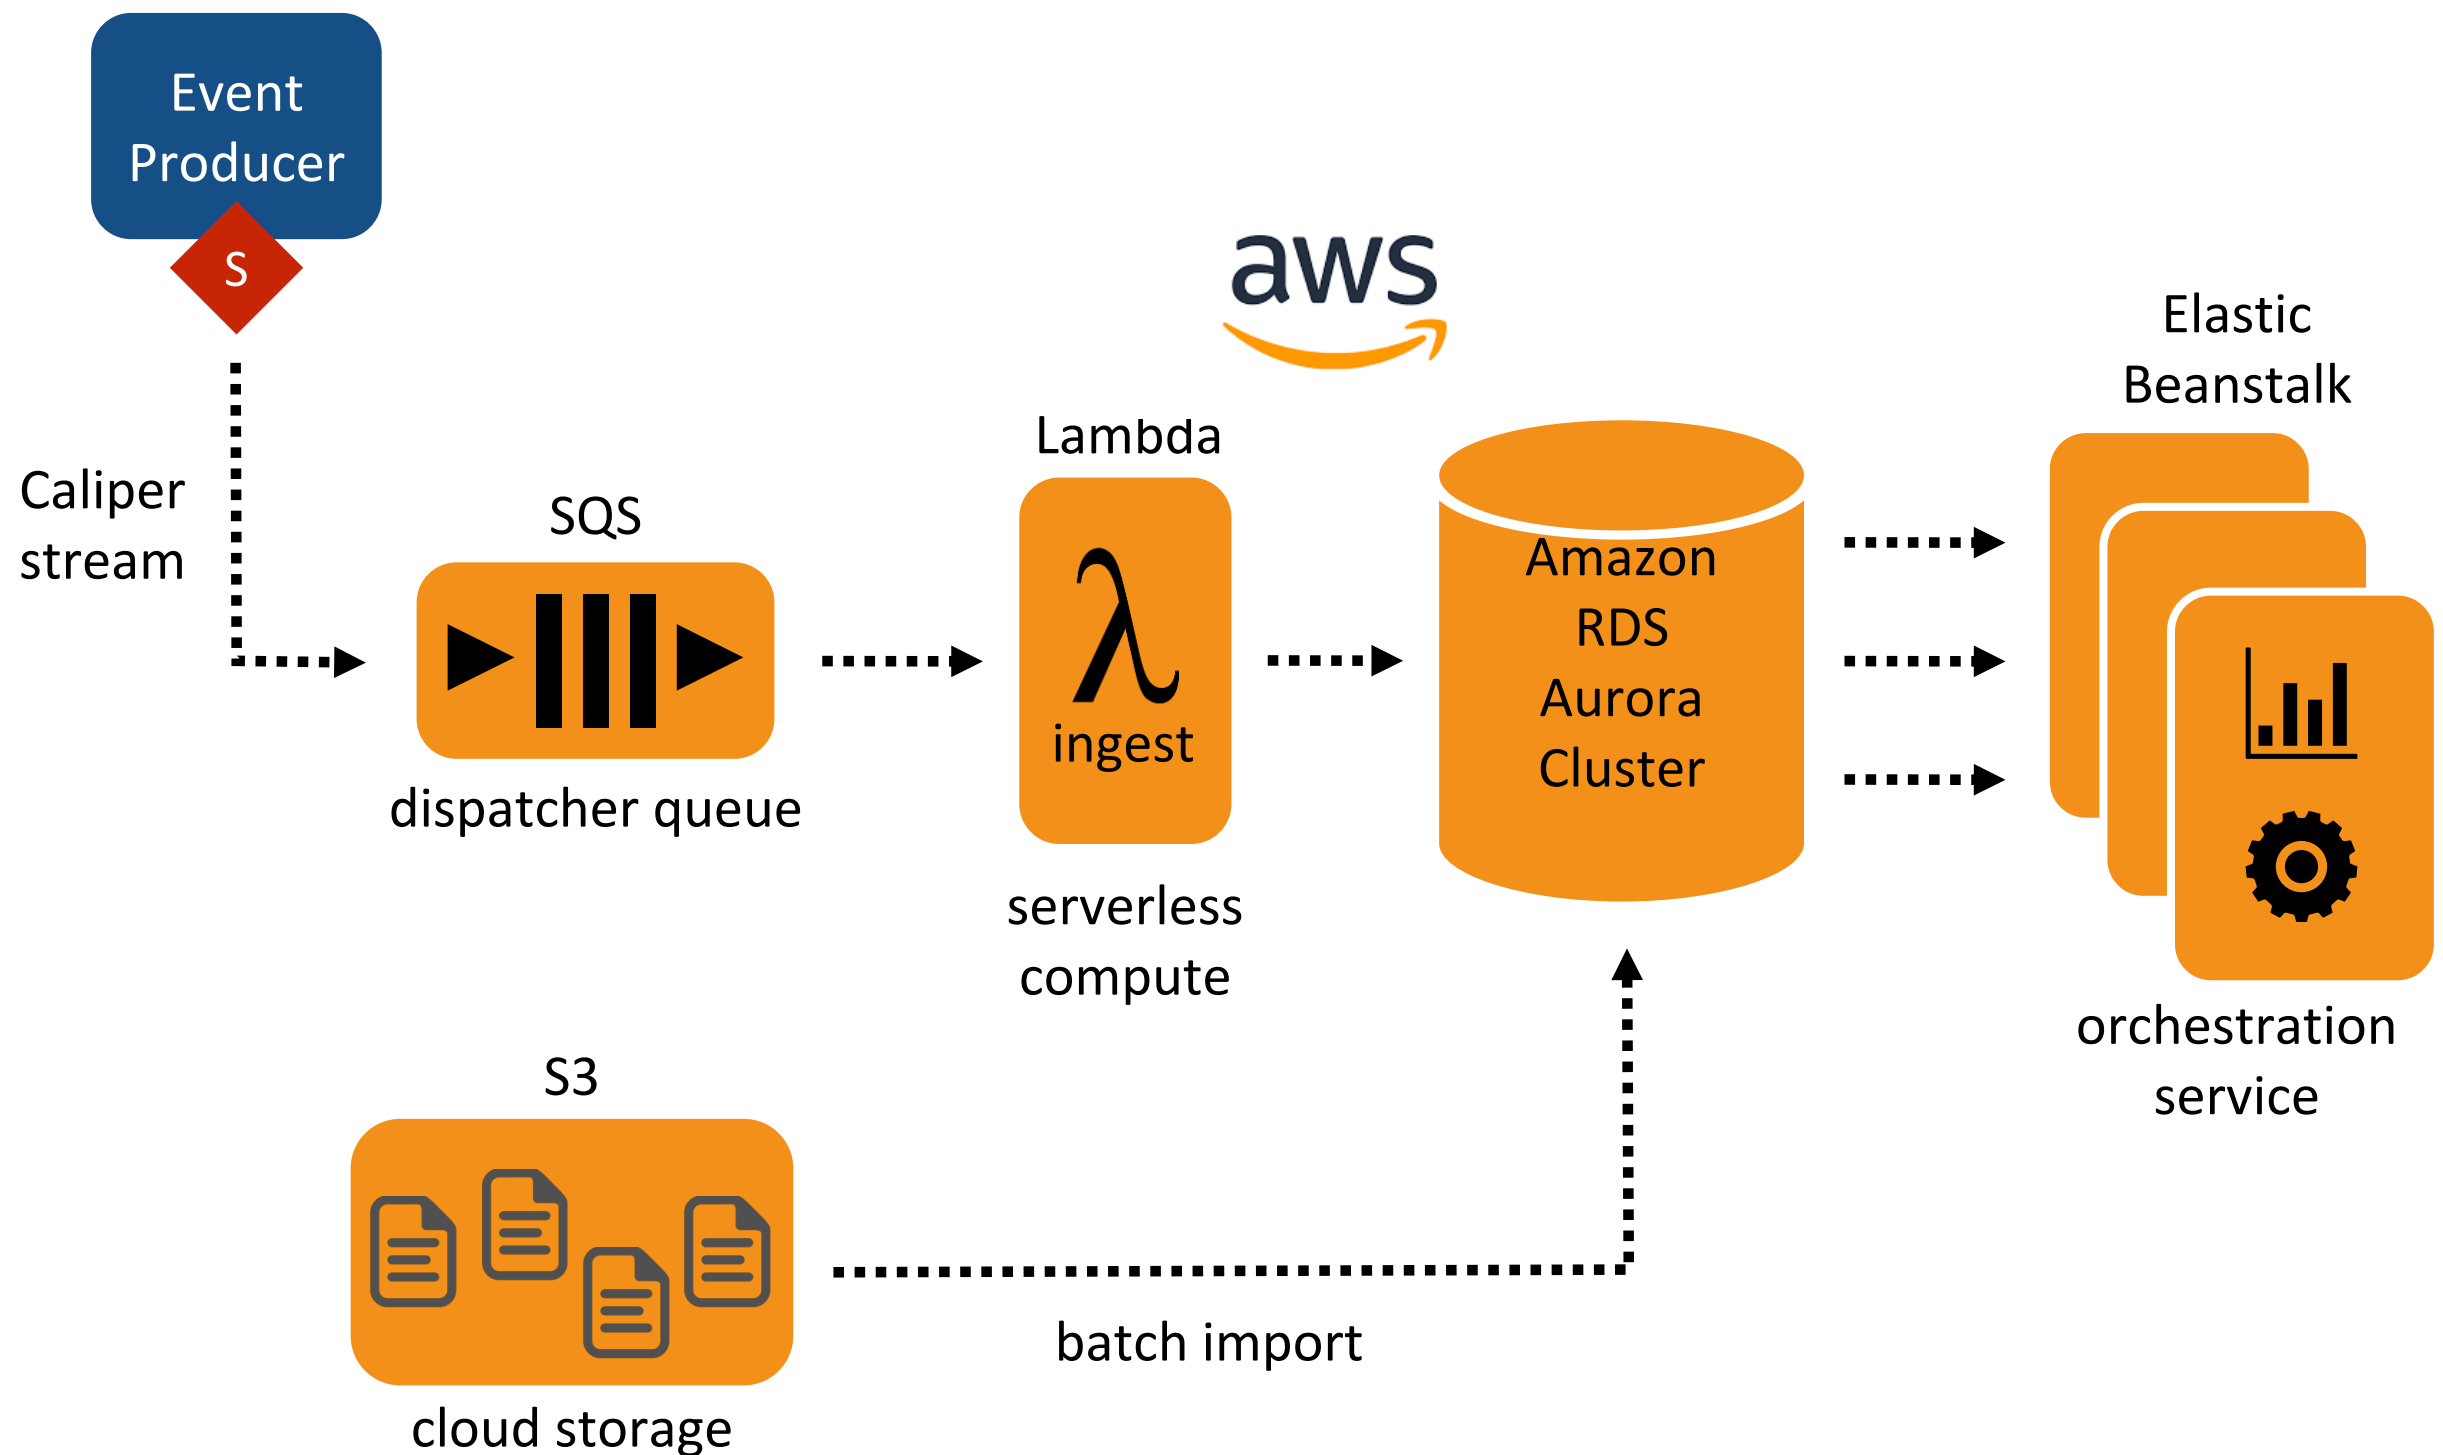 Event
Producer
S
Caliper
stream
SQS
dispatcher queue
aws
Lambda
λ
ingest
serverless
compute
Amazon
RDS
Aurora
Cluster
Elastic
Beanstalk
orchestration
service
S3
cloud storage
batch import